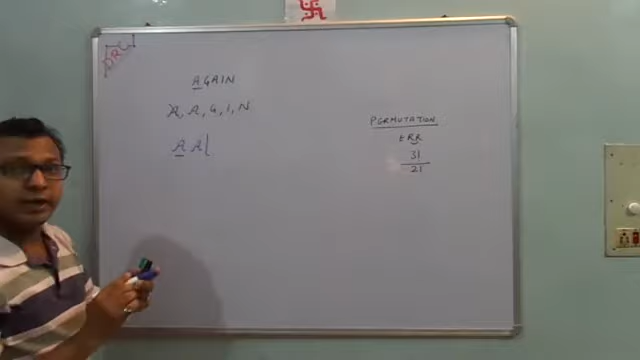 DRC
AGAIN
A, A, G, I, N
A A
PERMUTATION
ERR
3!
2!